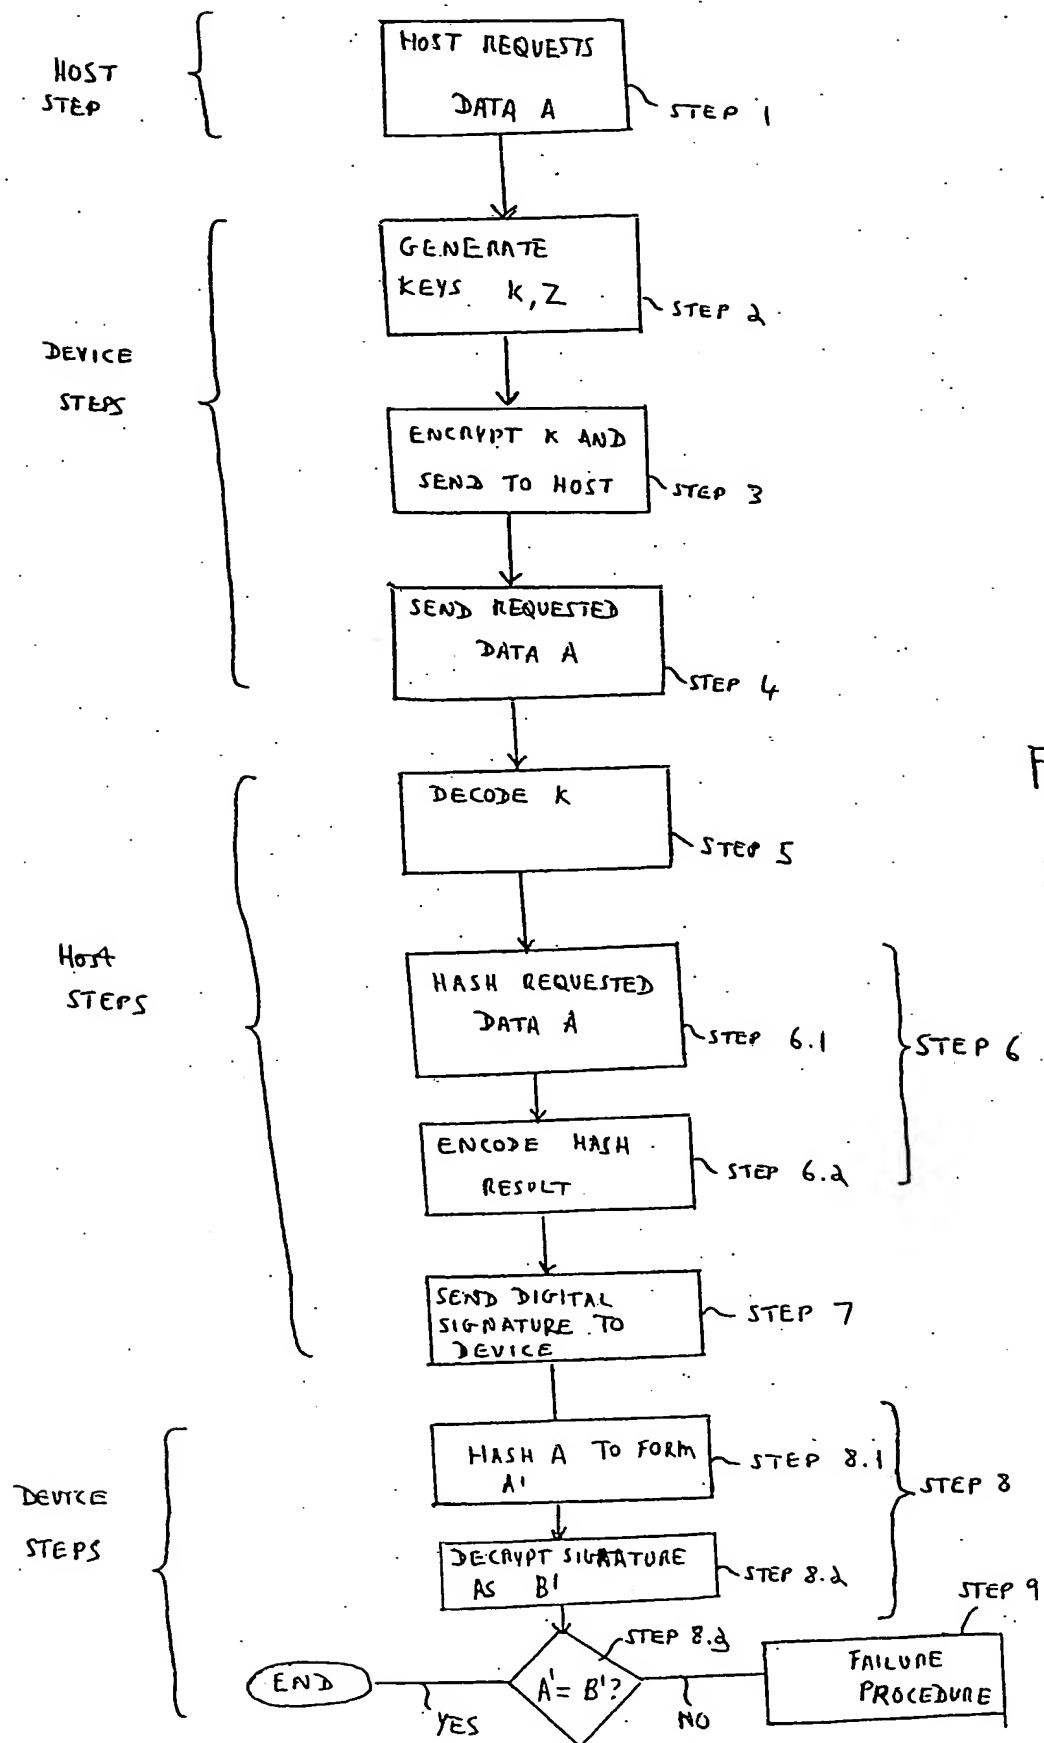 HOST
STEP
HOST REQUESTS
DATA A
STEP 1
DEVICE
STEPS
GENERATE
KEYS K, Z
STEP 2
ENCRYPT K AND
SEND TO HOST
STEP 3
SEND REQUESTED
DATA A
STEP 4
HOST
STEPS
DECODE K
STEP 5
HASH REQUESTED
DATA A
STEP 6.1
ENCODE HASH
RESULT
STEP 6.2
STEP 6
SEND DIGITAL
SIGNATURE TO
DEVICE
STEP 7
DEVICE
STEPS
HASH A TO FORM
A'
STEP 8.1
DECRYPT SIGNATURE
AS B'
STEP 8.2
STEP 8
A' = B'?
STEP 8.3
YES
END
NO
FAILURE
PROCEDURE
STEP 9
F